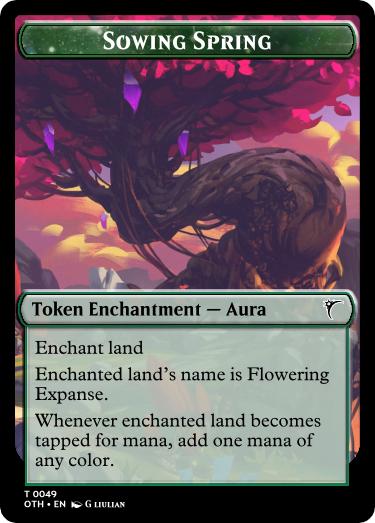 Sowing Spring
Token Enchantment — Aura
Enchant land
Enchanted land's name is Flowering
Expanse.
Whenever enchanted land becomes
tapped for mana, add one mana of
any color.
T 0049
OTH • EN G Liulian